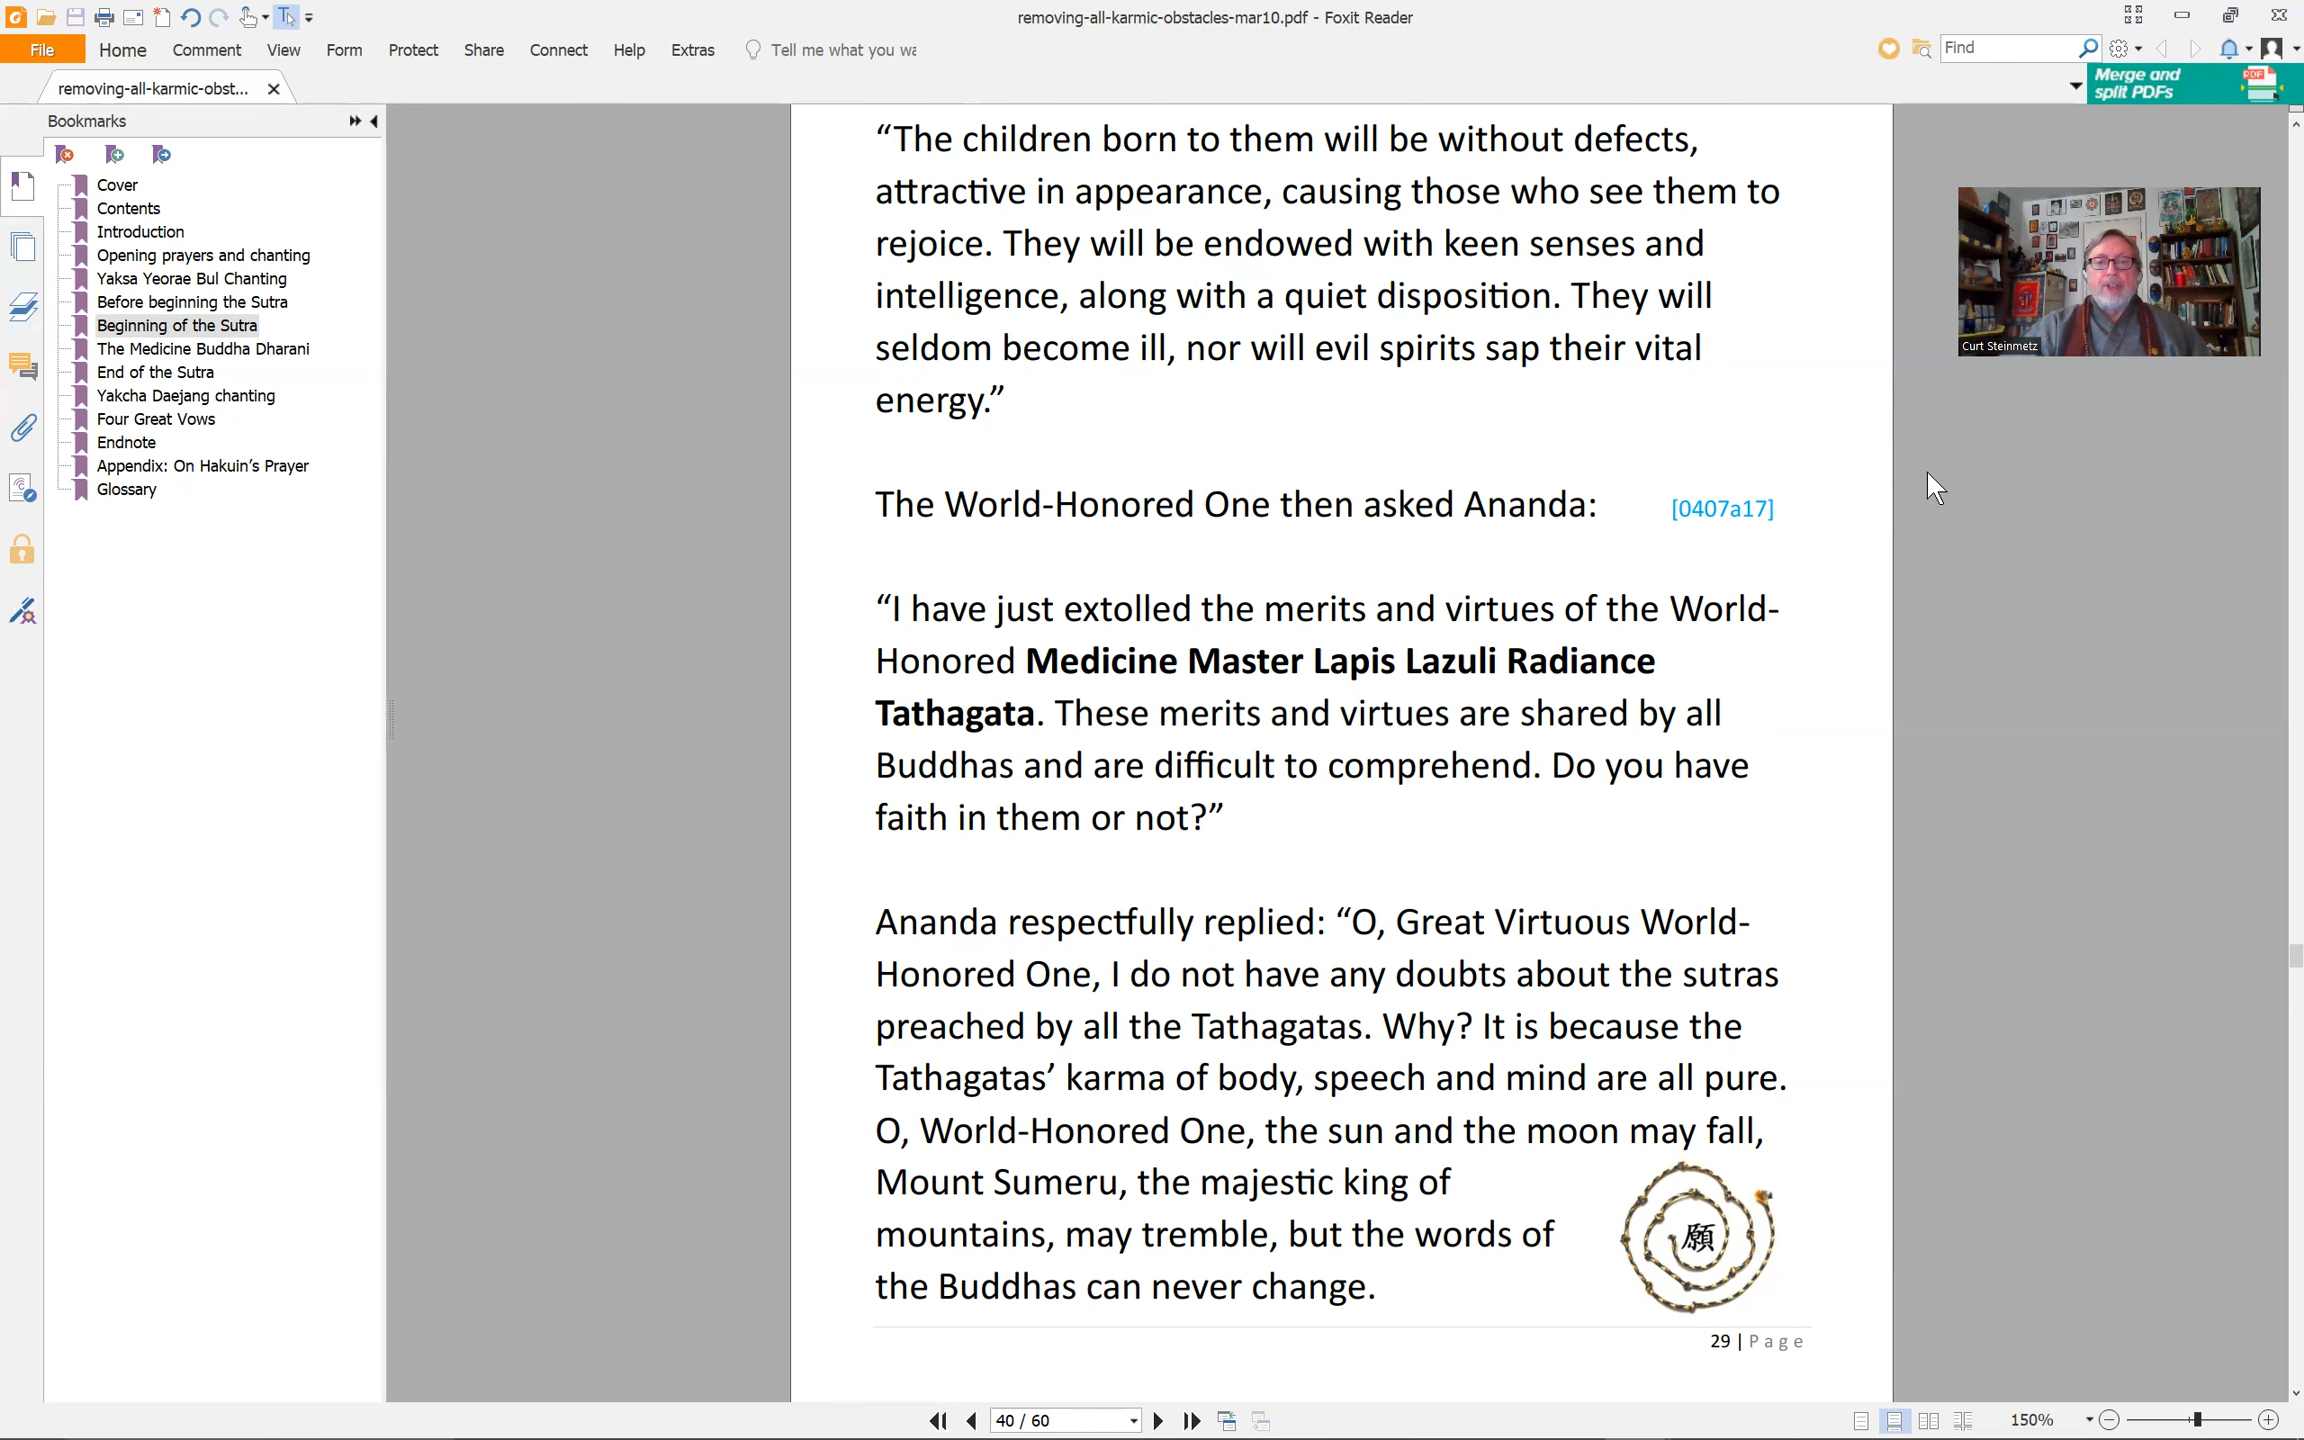 removing-all-karmic-obstacles-mar10.pdf - Foxit Reader
File Home Comment View Form Protect Share Connect Help Extras Tell me what you wa
Find
removing-all-karmic-obst...
Merge and
split PDFs
PDF
Bookmarks
Cover
Contents
Introduction
Opening prayers and chanting
Yaksa Yeorae Bul Chanting
Before beginning the Sutra
Beginning of the Sutra
The Medicine Buddha Dharani
End of the Sutra
Yakcha Daejang chanting
Four Great Vows
Endnote
Appendix: On Hakuin’s Prayer
Glossary
“The children born to them will be without defects,
attractive in appearance, causing those who see them to
rejoice. They will be endowed with keen senses and
intelligence, along with a quiet disposition. They will
seldom become ill, nor will evil spirits sap their vital
energy.”
The World-Honored One then asked Ananda: [0407a17]
“I have just extolled the merits and virtues of the World-
Honored Medicine Master Lapis Lazuli Radiance
Tathagata. These merits and virtues are shared by all
Buddhas and are difficult to comprehend. Do you have
faith in them or not?”
Ananda respectfully replied: “O, Great Virtuous World-
Honored One, I do not have any doubts about the sutras
preached by all the Tathagatas. Why? It is because the
Tathagatas’ karma of body, speech and mind are all pure.
O, World-Honored One, the sun and the moon may fall,
Mount Sumeru, the majestic king of
mountains, may tremble, but the words of
the Buddhas can never change.
願
29 | Page
Curt Steinmetz
40 / 60
150%